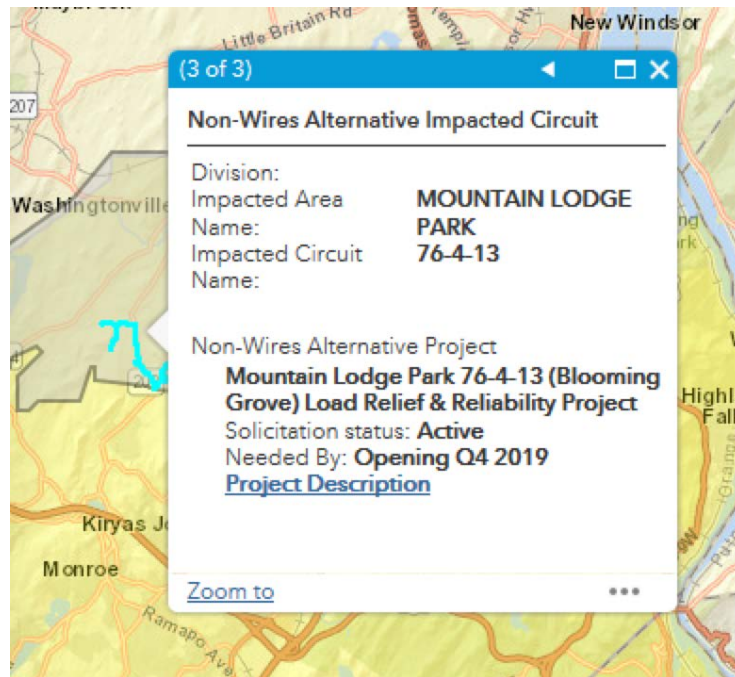 Little Britain Rd
New Windsor
(3 of 3)
207
Non-Wires Alternative Impacted Circuit
Division:
Impacted Area Name: MOUNTAIN LODGE PARK
Impacted Circuit Name: 76-4-13
Washingtonville
Non-Wires Alternative Project
Mountain Lodge Park 76-4-13 (Blooming
Grove) Load Relief & Reliability Project
Solicitation status: Active
Needed By: Opening Q4 2019
Project Description
Highl
Fall
Kiryas Jo
Monroe
Zoom to
Ramapo Ave
9W